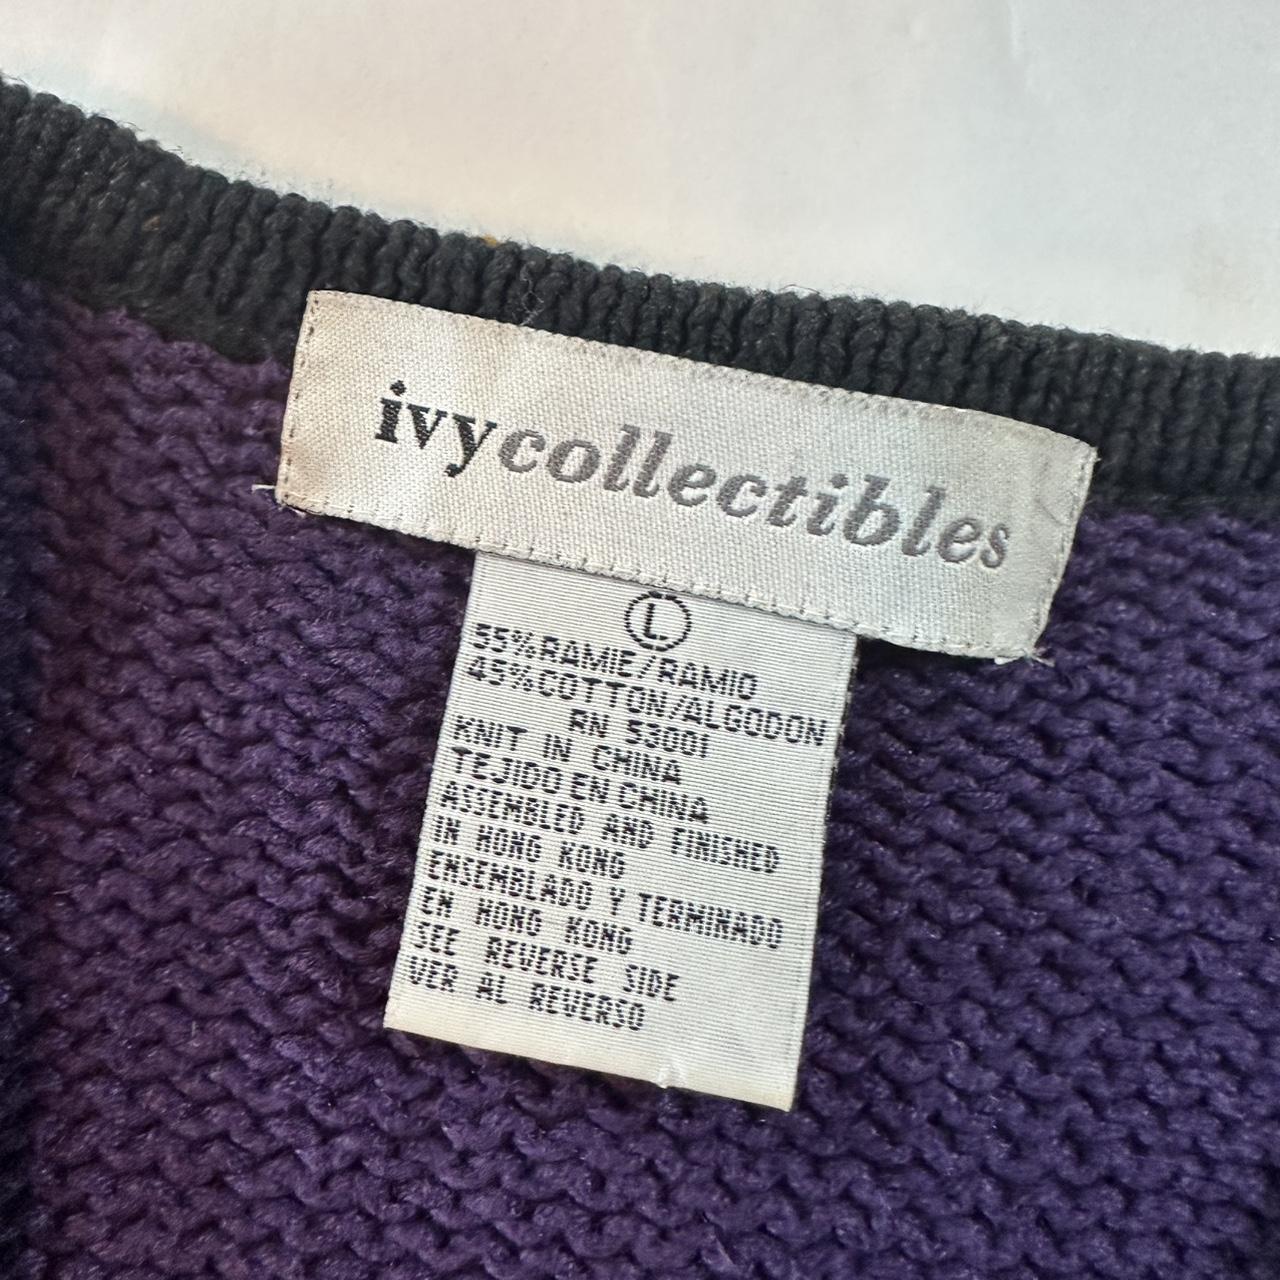 ivycollectibles
L
55%RAMIE/RAMIO
45%COTTON/ALGODON
RN 53001
KNIT IN CHINA
TEJIDO EN CHINA
ASSEMBLED AND FINISHED
IN HONG KONG
ENSEMBLADO Y TERMINADO
EN HONG KONG
SEE REVERSE SIDE
VER AL REVERSO